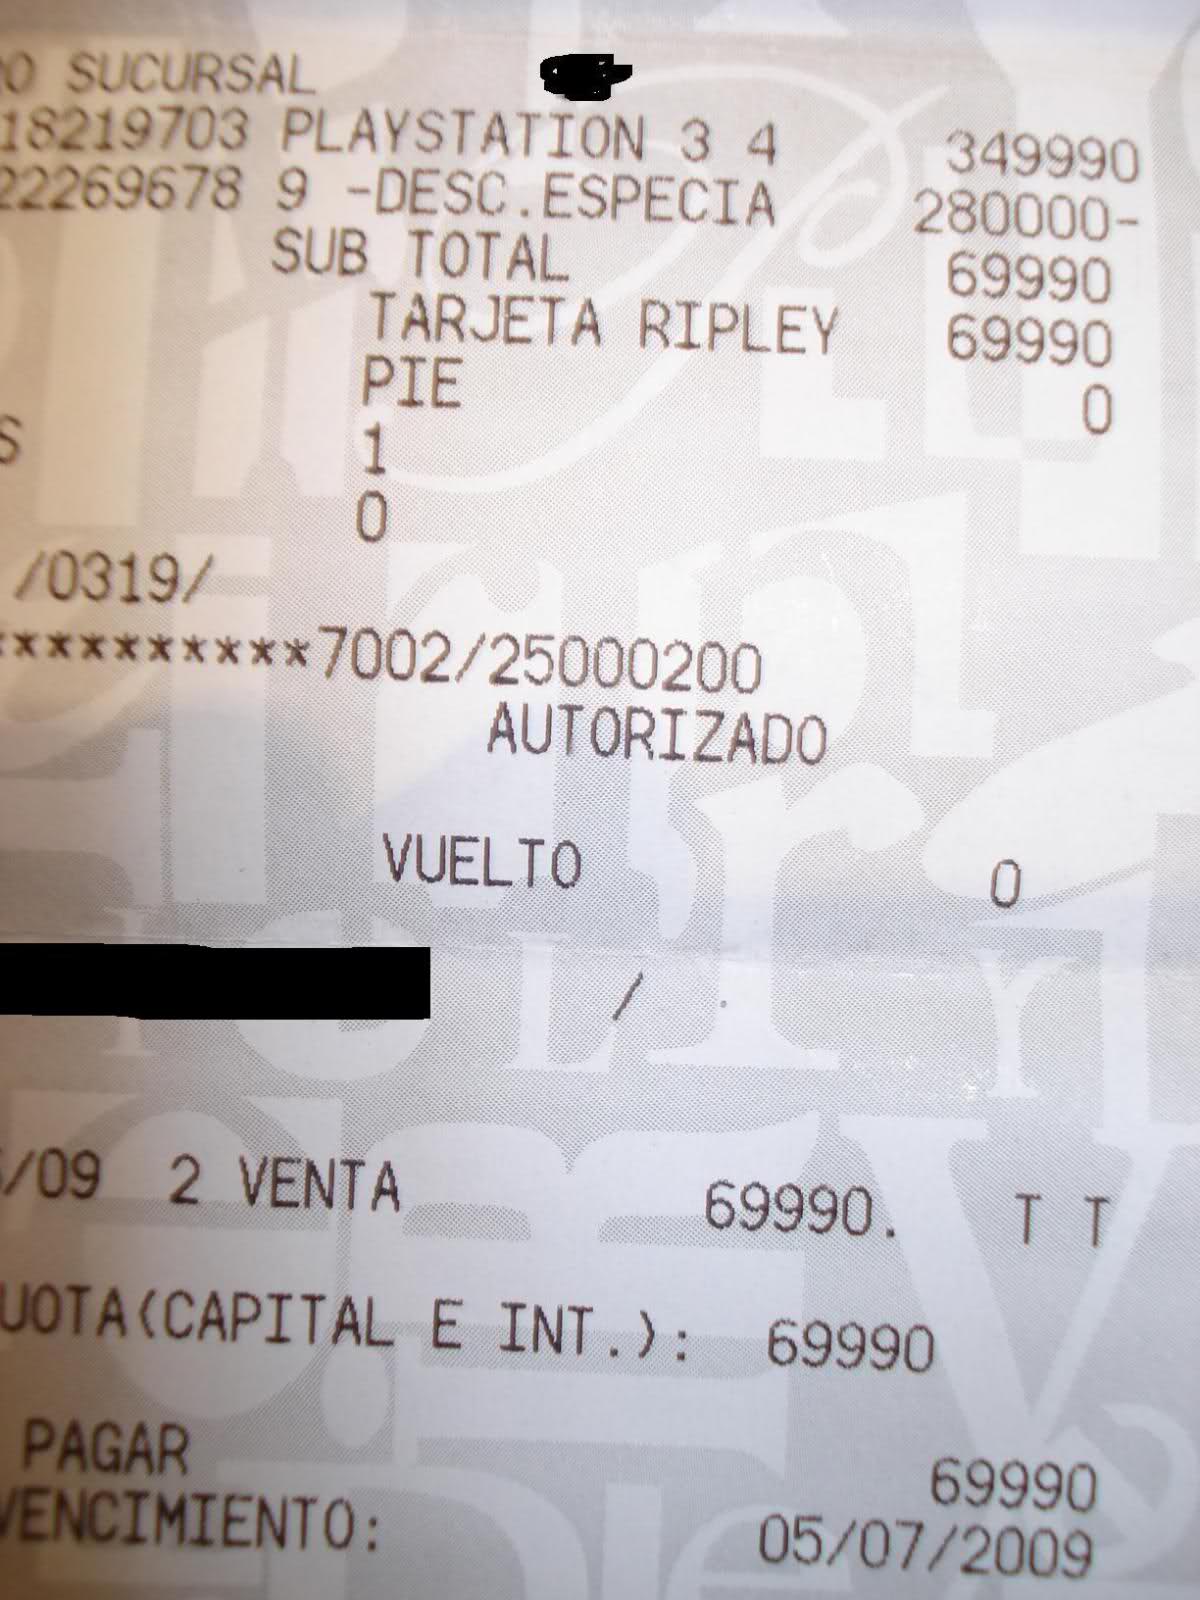 RO SUCURSAL
18219703 PLAYSTATION 3 4 349990
22269678 9 -DESC.ESPECIA 280000-
SUB TOTAL 69990
TARJETA RIPLEY 69990
PIE 0
S 1
0
/0319/
**********7002/25000200
AUTORIZADO
VUELTO 0
/ .
/09 2 VENTA 69990. T T
UOTA(CAPITAL E INT.): 69990
PAGAR 69990
VENCIMIENTO: 05/07/2009